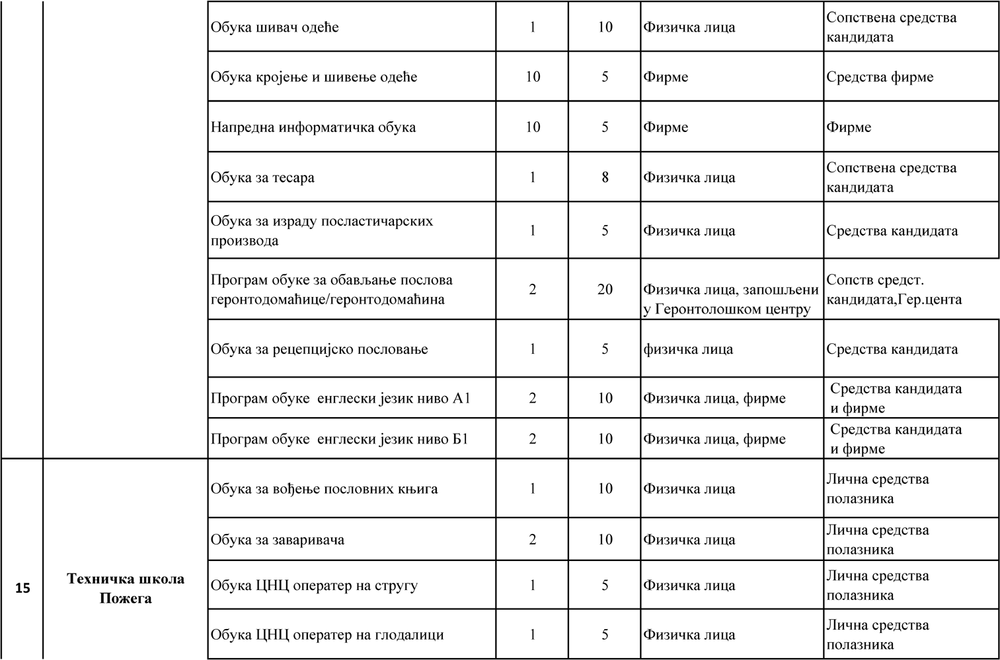 Обука шивач одеће 1 10 Физичка лица Сопствена средства
кандидата
Обука кројење и шивење одеће 10 5 Фирме Средства фирме
Напредна информатичка обука 10 5 Фирме Фирме
Обука за тесара 1 8 Физичка лица Сопствена средства
кандидата
Обука за израду посластичарских
производа 1 5 Физичка лица Средства кандидата
Програм обуке за обављање послова
геронтодомаћице/геронтодомаћина 2 20 Физичка лица, запошљени
у Геронтолошком центру
Сопств средст.
кандидата,Гер.цента
Обука за рецепцијско пословање 1 5 физичка лица Средства кандидата
Програм обуке  енглески језик ниво А1 2 10 Физичка лица, фирме Средства кандидата
и фирме
Програм обуке  енглески језик ниво Б1 2 10 Физичка лица, фирме Средства кандидата
и фирме
15 Техничка школа
Пожега
Обука за вођење пословних књига 1 10 Физичка лица Лична средства
полазника
Обука за заваривача 2 10 Физичка лица Лична средства
полазника
Обука ЦНЦ оператер на стругу 1 5 Физичка лица Лична средства
полазника
Обука ЦНЦ оператер на глодалици 1 5 Физичка лица Лична средства
полазника